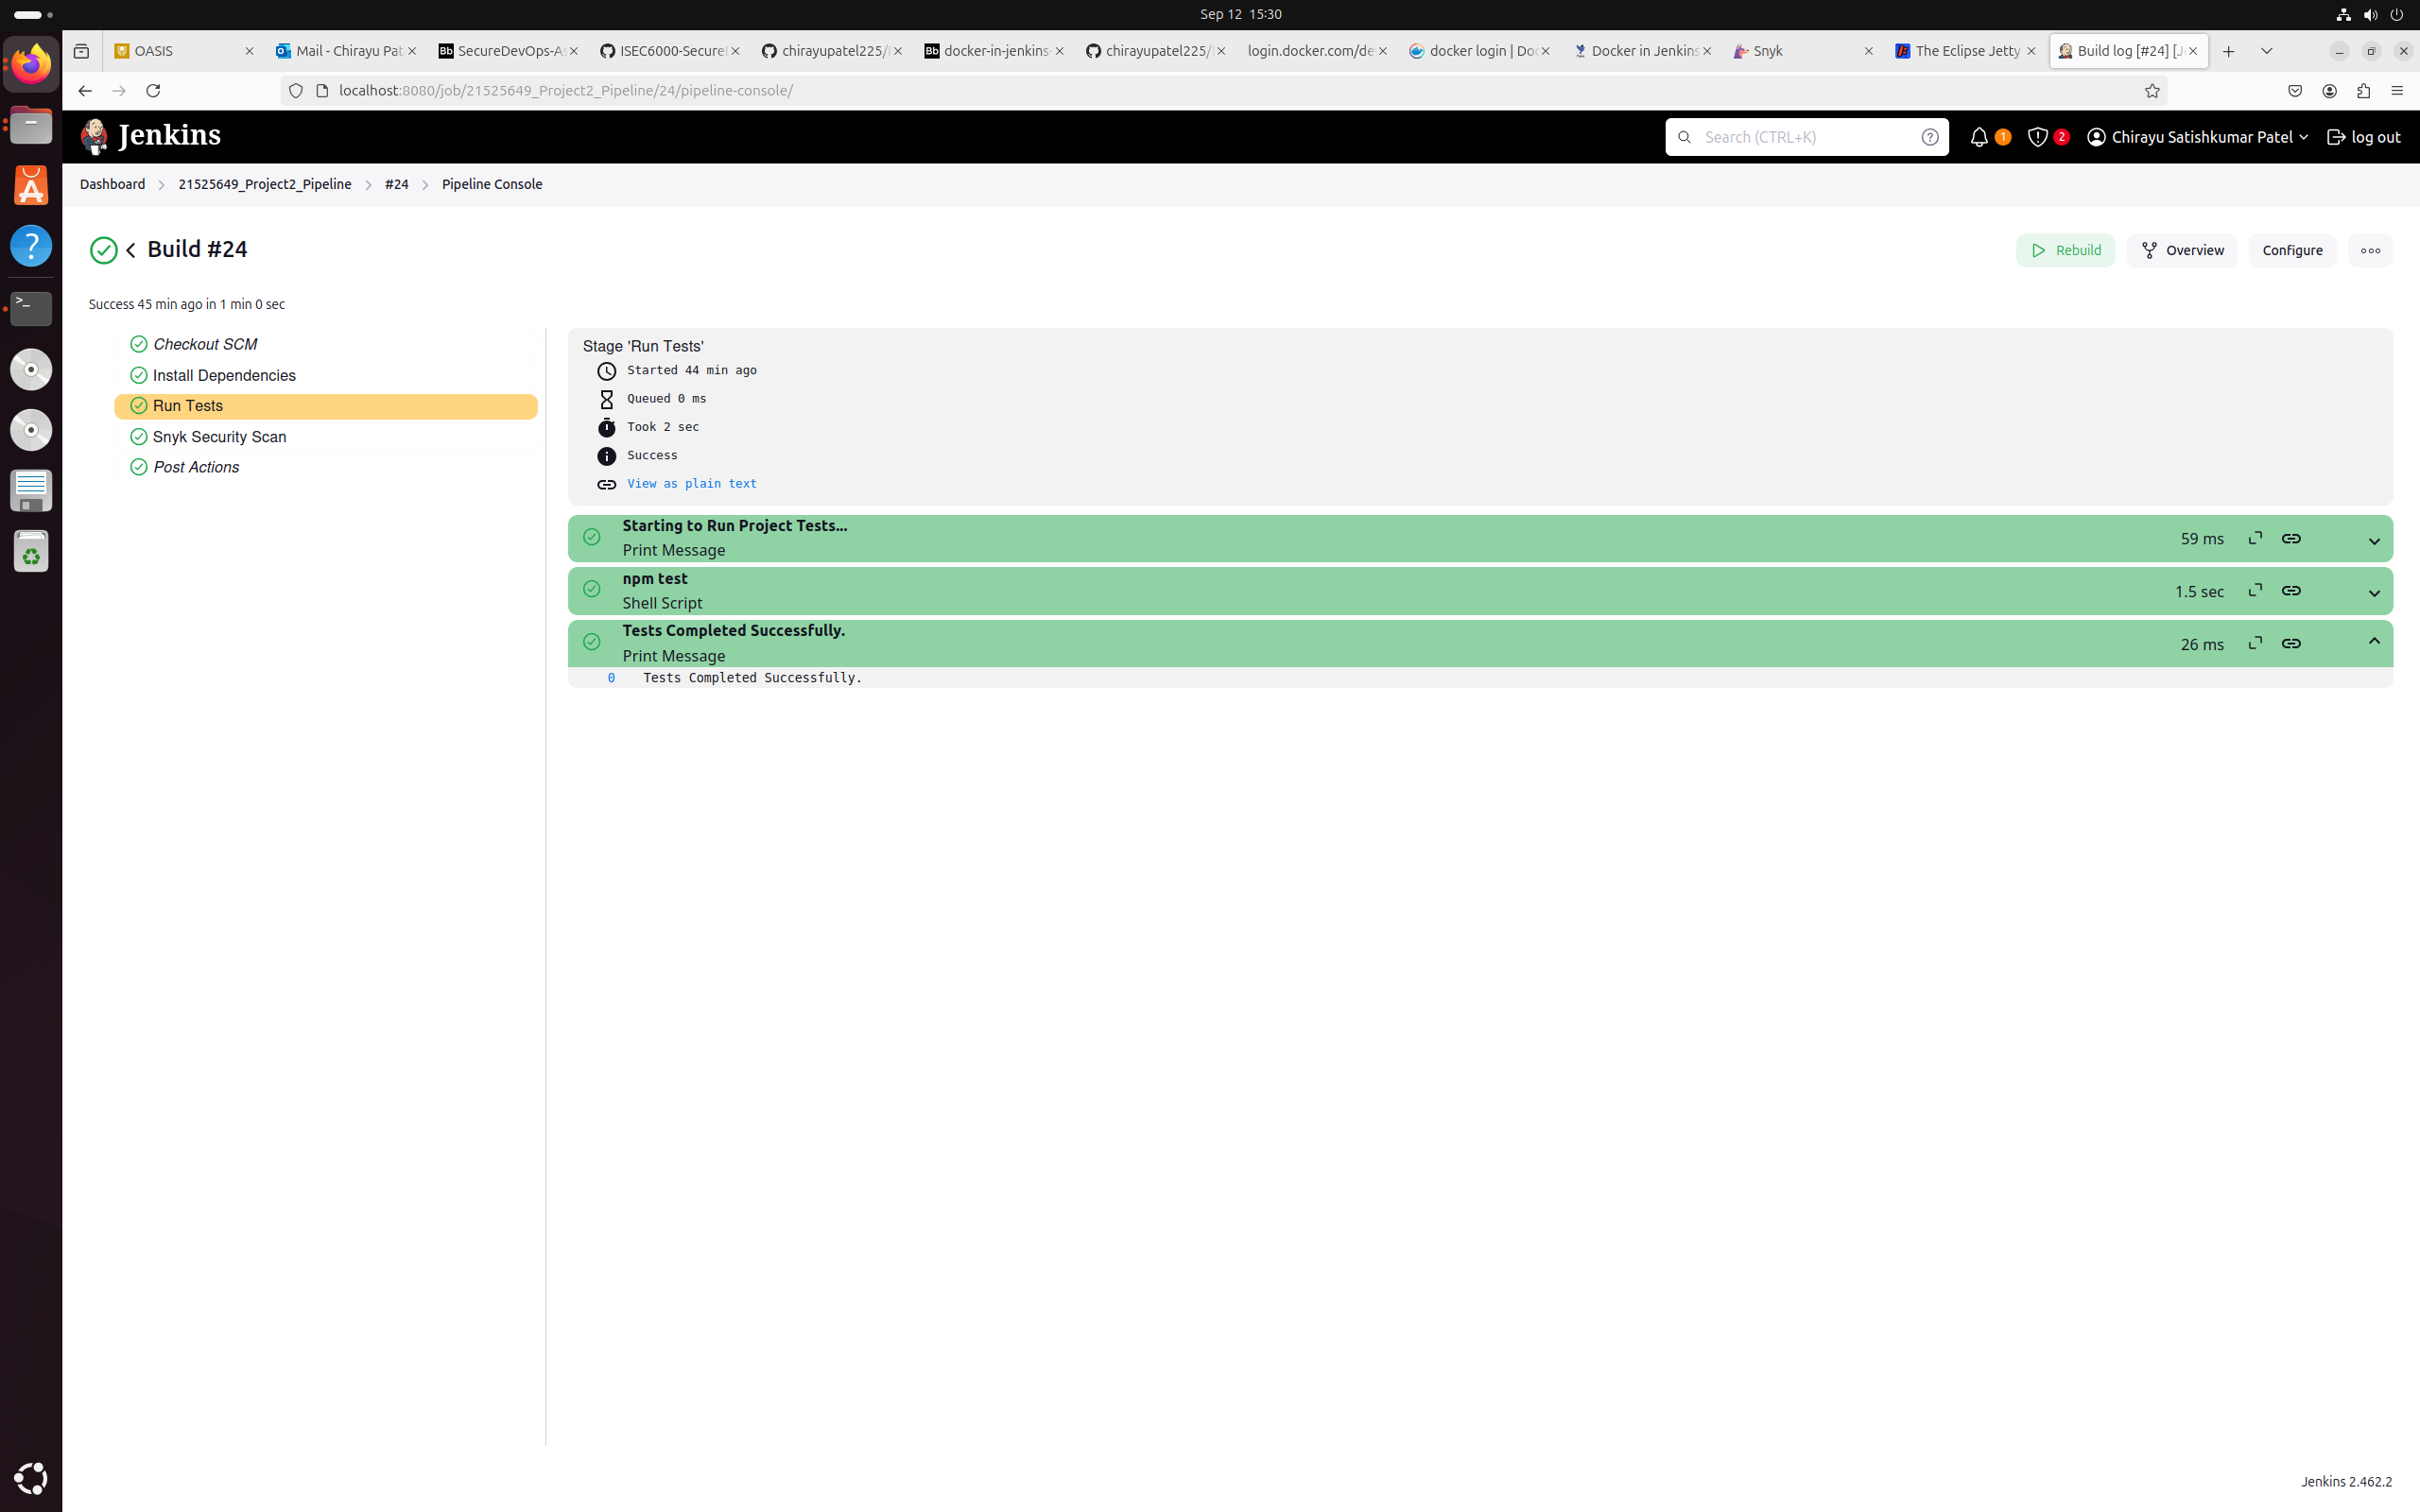 Sep 12 15:30
OASIS
Mail - Chirayu Pat
SecureDevOps-As
ISEC6000-Secure
chirayupatel225/
docker-in-jenkins-
chirayupatel225/
login.docker.com/de
docker login | Doc
Docker in Jenkins
Snyk
The Eclipse Jetty
Build log [#24] [J
localhost:8080/job/21525649_Project2_Pipeline/24/pipeline-console/
Jenkins
Search (CTRL+K)
1
2
Chirayu Satishkumar Patel
log out
Dashboard > 21525649_Project2_Pipeline > #24 > Pipeline Console
Build #24
Rebuild
Overview
Configure
Success 45 min ago in 1 min 0 sec
Checkout SCM
Install Dependencies
Run Tests
Snyk Security Scan
Post Actions
Stage 'Run Tests'
Started 44 min ago
Queued 0 ms
Took 2 sec
Success
View as plain text
Starting to Run Project Tests...
Print Message
59 ms
npm test
Shell Script
1.5 sec
Tests Completed Successfully.
Print Message
26 ms
0 Tests Completed Successfully.
Jenkins 2.462.2